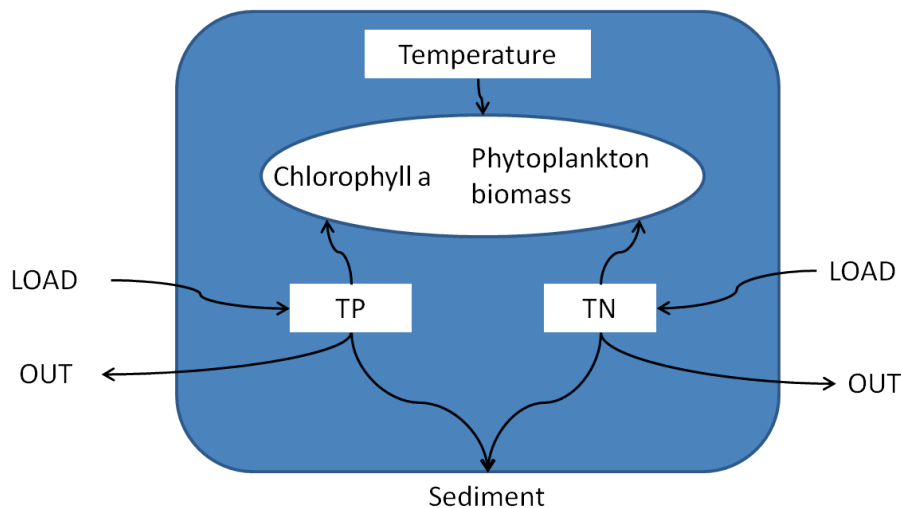 Temperature
Chlorophyll a
Phytoplankton
biomass
LOAD
LOAD
TP
TN
OUT
OUT
Sediment